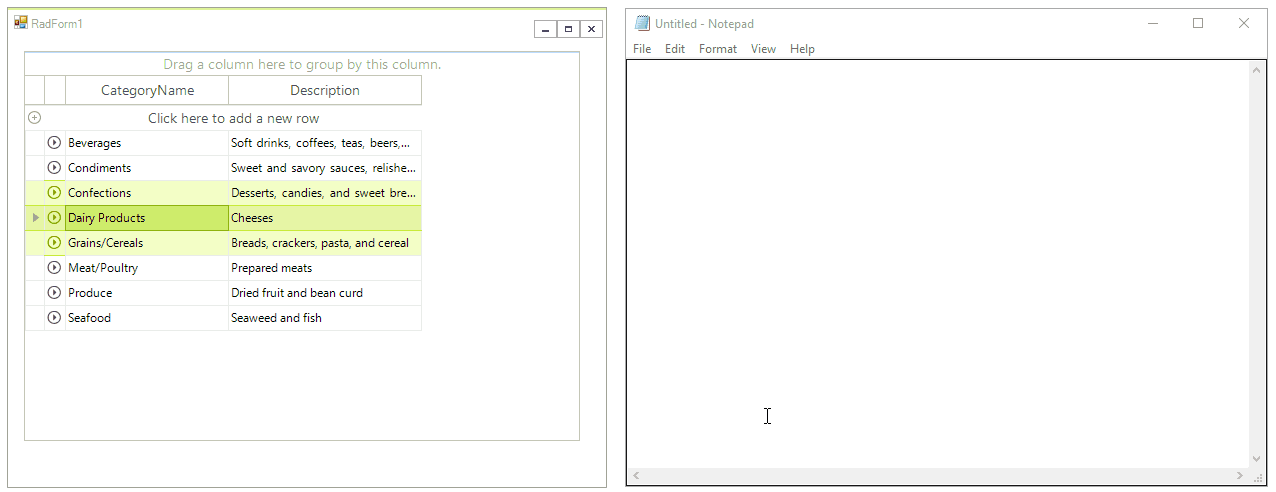 RadForm1
Drag a column here to group by this column.
CategoryName Description
Click here to add a new row
Beverages Soft drinks, coffees, teas, beers,...
Condiments Sweet and savory sauces, relishe...
Confections Desserts, candies, and sweet bre...
Dairy Products Cheeses
Grains/Cereals Breads, crackers, pasta, and cereal
Meat/Poultry Prepared meats
Produce Dried fruit and bean curd
Seafood Seaweed and fish
Untitled - Notepad
File Edit Format View Help